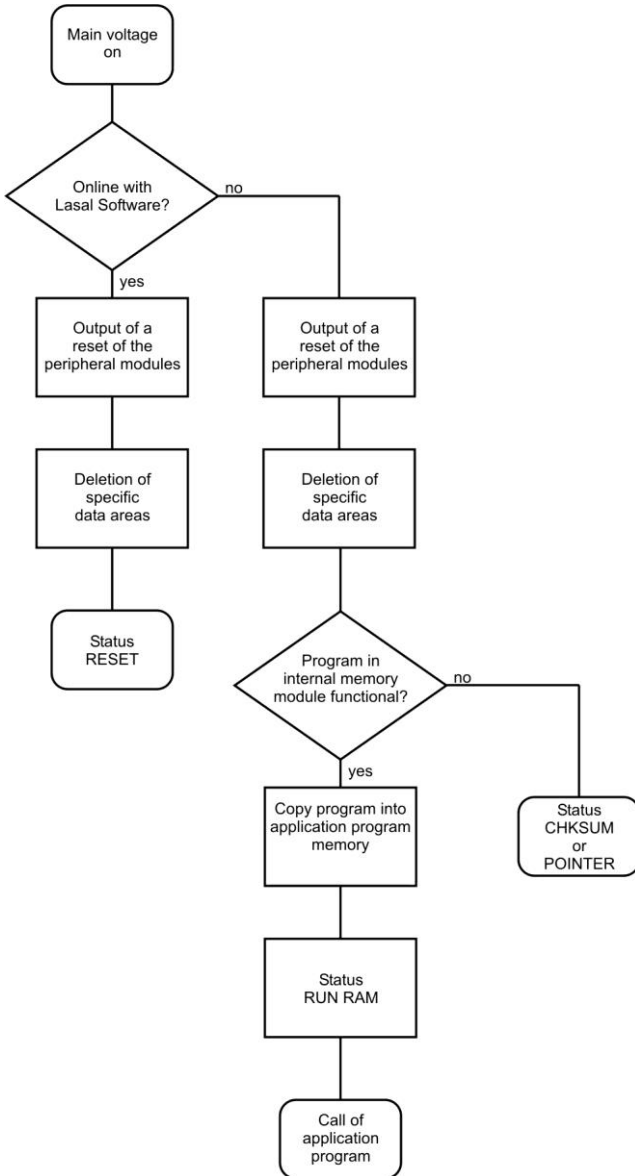 Main voltage
on
Online with
Lasal Software?
no
yes
Output of a
reset of the
peripheral modules
Output of a
reset of the
peripheral modules
Deletion of
specific
data areas
Deletion of
specific
data areas
Status
RESET
Program in
internal memory
module functional?
no
yes
Copy program into
application program
memory
Status
CHKSUM
or
POINTER
Status
RUN RAM
Call of
application
program